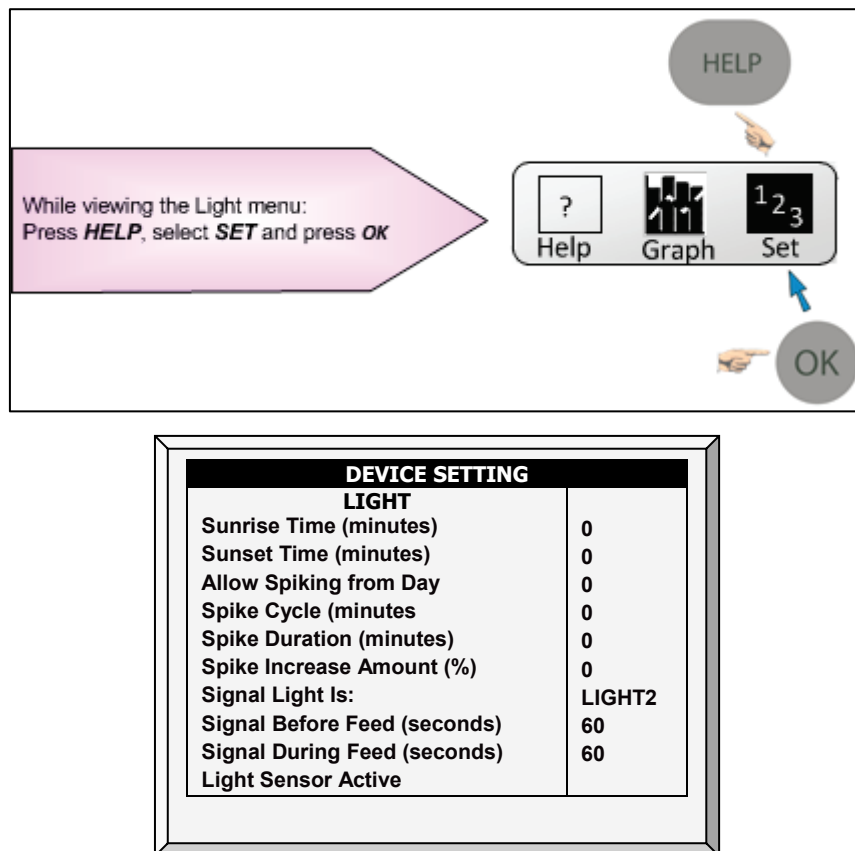 HELP
While viewing the Light menu:
Press HELP, select SET and press OK
?
1 2 3
Help Graph Set
OK
DEVICE SETTING
LIGHT
Sunrise Time (minutes) 0
Sunset Time (minutes) 0
Allow Spiking from Day 0
Spike Cycle (minutes 0
Spike Duration (minutes) 0
Spike Increase Amount (%) 0
Signal Light Is: LIGHT2
Signal Before Feed (seconds) 60
Signal During Feed (seconds) 60
Light Sensor Active